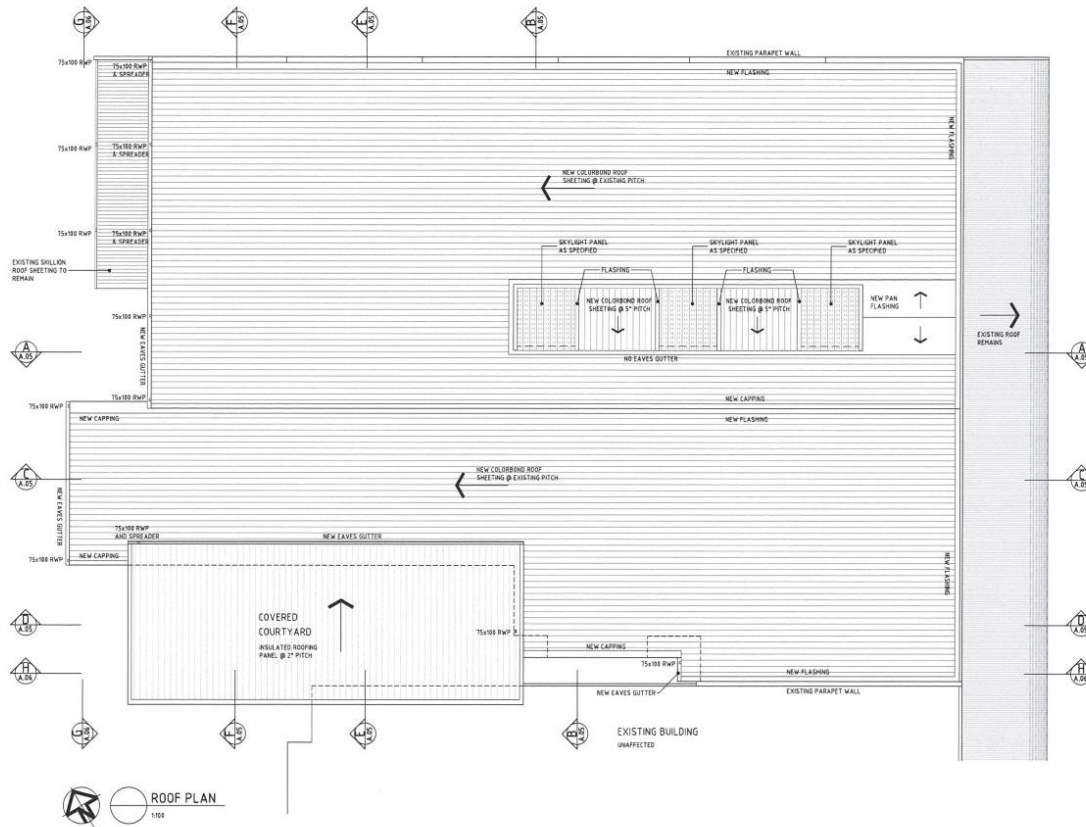 G
A.06
F
A.05
E
A.05
B
A.05
EXISTING PARAPET WALL
75x100 RWP
75x100 RWP
& SPREADER
NEW FLASHING
NEW FLASHING
75x100 RWP
75x100 RWP
& SPREADER
NEW COLORBOND ROOF
SHEETING @ EXISTING PITCH
75x100 RWP
75x100 RWP
& SPREADER
SKYLIGHT PANEL
AS SPECIFIED
SKYLIGHT PANEL
AS SPECIFIED
SKYLIGHT PANEL
AS SPECIFIED
EXISTING SKILLION
ROOF SHEETING TO
REMAIN
FLASHING
FLASHING
NEW COLORBOND ROOF
SHEETING @ 5° PITCH
NEW COLORBOND ROOF
SHEETING @ 5° PITCH
NEW PAN
FLASHING
75x100 RWP
EXISTING ROOF
REMAINS
NEW EAVES GUTTER
A
A.05
A
A.05
NO EAVES GUTTER
75x100 RWP
75x100 RWP
NEW CAPPING
NEW CAPPING
NEW FLASHING
C
A.05
NEW COLORBOND ROOF
SHEETING @ EXISTING PITCH
C
A.05
NEW EAVES GUTTER
75x100 RWP
AND SPREADER
NEW EAVES GUTTER
75x100 RWP
NEW CAPPING
NEW FLASHING
COVERED
COURTYARD
INSULATED ROOFING
PANEL @ 2° PITCH
D
A.05
75x100 RWP
D
A.05
NEW CAPPING
H
A.06
75x100 RWP
NEW FLASHING
H
A.06
NEW EAVES GUTTER
EXISTING PARAPET WALL
G
A.06
F
A.05
E
A.05
B
A.05
EXISTING BUILDING
UNAFFECTED
ROOF PLAN
1:100